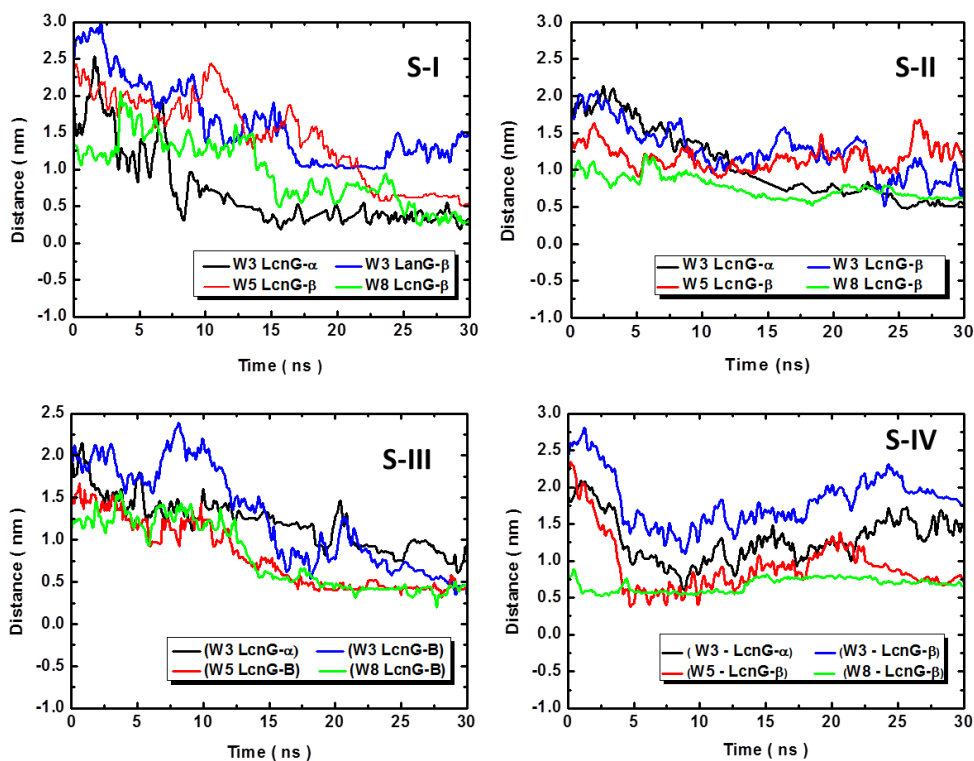 3.0
2.5
2.0
1.5
1.0
0.5
0.0
-0.5
-1.0
Distance ( nm )
S-I
W3 LcnG-α W3 LanG-β
W5 LcnG-β W8 LcnG-β
0 5 10 15 20 25 30
Time ( ns )
3.0
2.5
2.0
1.5
1.0
0.5
0.0
-0.5
-1.0
Distance (nm)
S-II
W3 LcnG-α W3 LcnG-β
W5 LcnG-β W8 LcnG-β
0 5 10 15 20 25 30
Time (ns)
2.5
2.0
1.5
1.0
0.5
0.0
-0.5
-1.0
Distance ( nm )
S-III
(W3 LcnG-α) (W3 LcnG-B)
(W5 LcnG-B) (W8 LcnG-B)
0 5 10 15 20 25 30
Time ( ns )
3.0
2.5
2.0
1.5
1.0
0.5
0.0
-0.5
-1.0
Distance ( nm )
S-IV
( W3 - LcnG-α) (W3 - LcnG-β)
(W5 - LcnG-β) (W8 - LcnG-β)
0 5 10 15 20 25 30
Time ( ns )